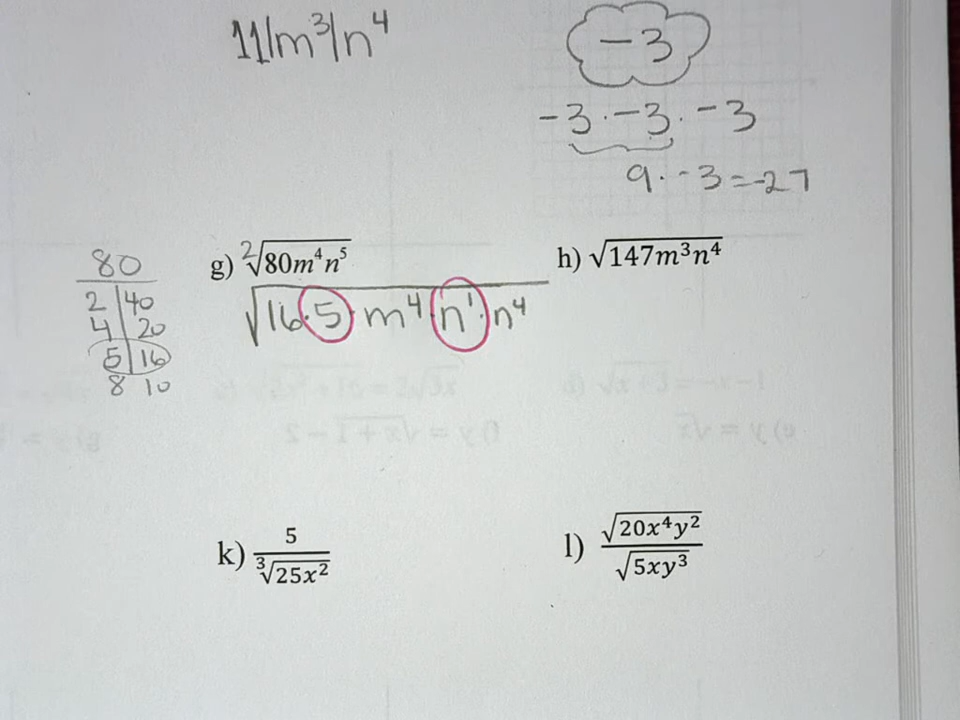 11|m³|n⁴
-3
-3 · -3 · -3
9 · -3 = -27
80
2 | 40
4 | 20
5 | 16
8 10
g) ²√80m⁴n⁵
√16·5·m⁴·n¹·n⁴
h) √147m³n⁴
k) 5/∛25x²
l) √20x⁴y²/√5xy³